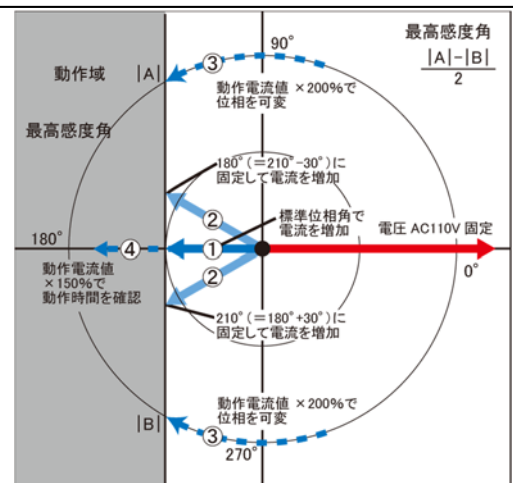 90°
最高感度角
|A|－|B|
2
動作域
|A|
③
動作電流値 ×200%で
位相を可変
最高感度角
180°(＝210°－30°)に
固定して電流を増加
②
標準位相角で
電流を増加
電圧 AC110V 固定
180°
④
①
0°
動作電流値
×150%で
動作時間を確認
②
210°(＝180°＋30°)に
固定して電流を増加
動作電流値 ×200%で
位相を可変
|B|
③
270°